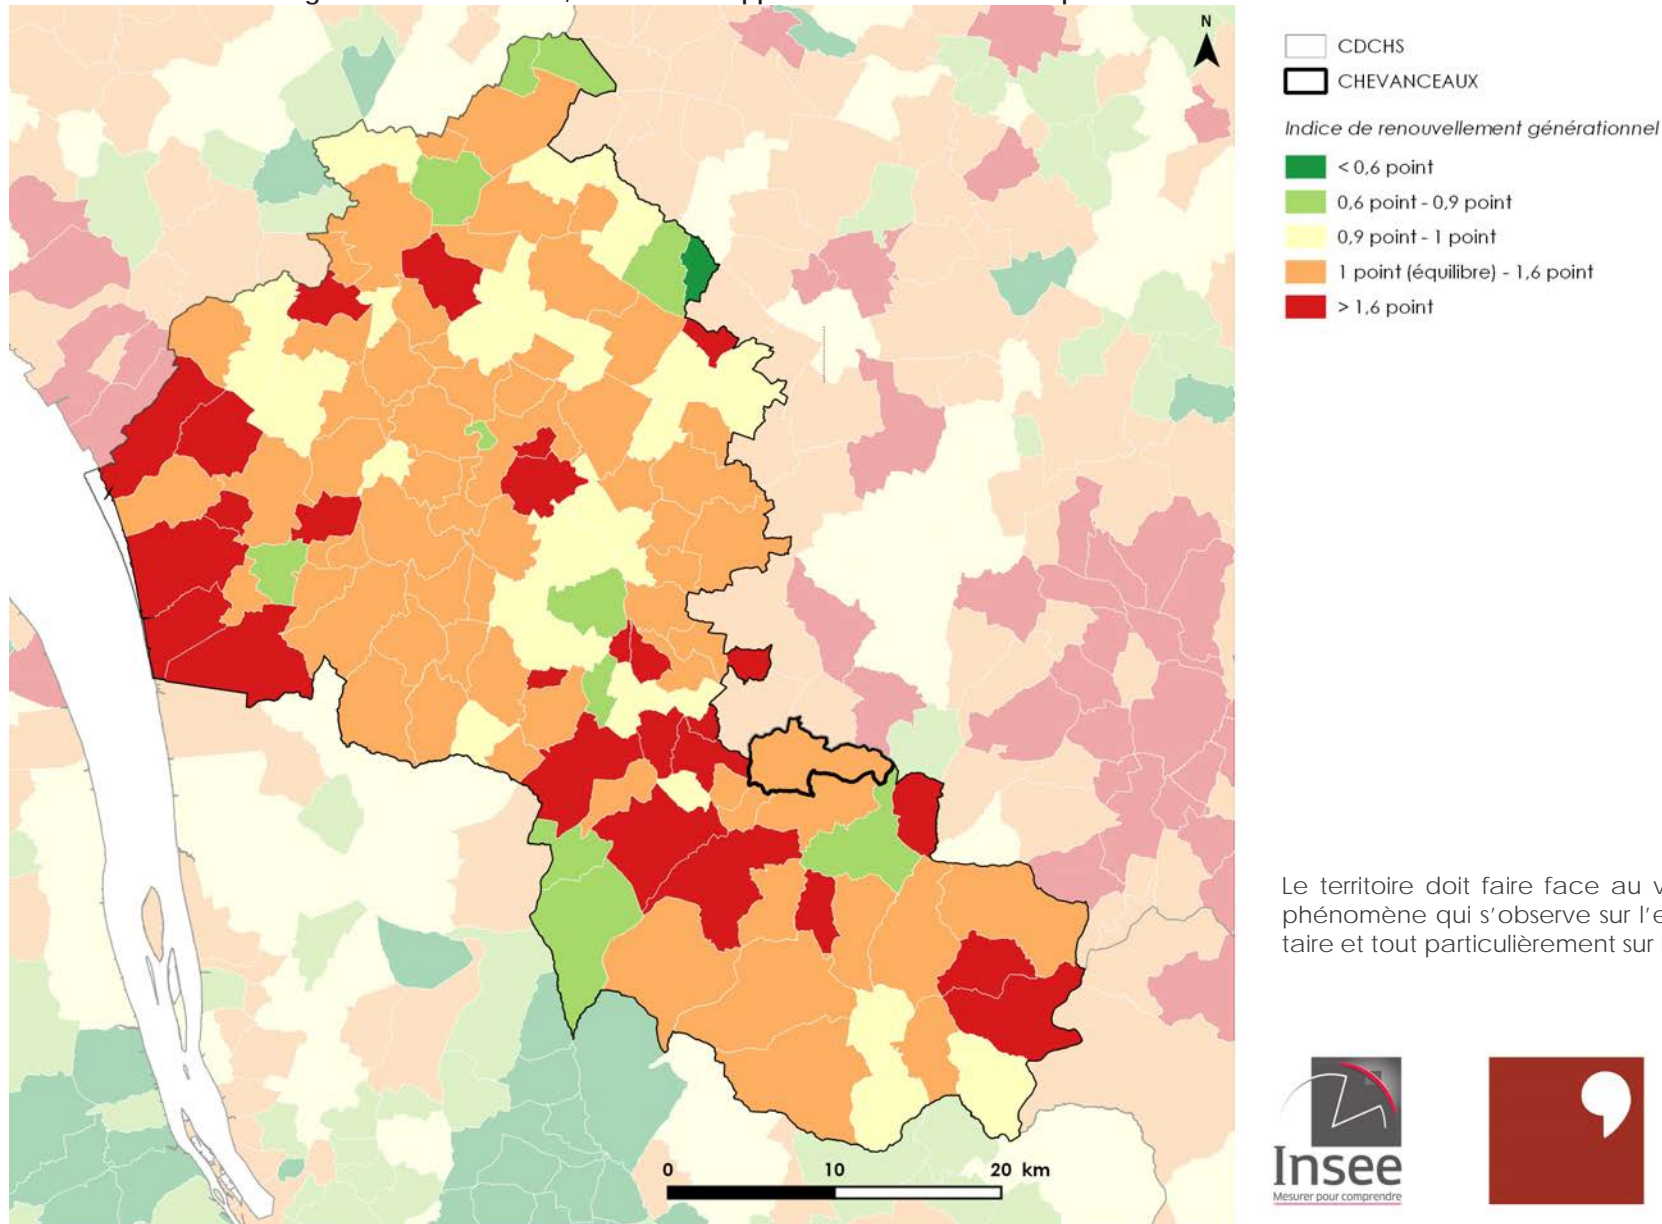 N
CDCHS
CHEVANCEAUX
Indice de renouvellement générationnel
< 0,6 point
0,6 point - 0,9 point
0,9 point - 1 point
1 point (équilibre) - 1,6 point
> 1,6 point
Le territoire doit faire face au
phénomène qui s'observe sur
taire et tout particulièrement sur
0 10 20 km
Insee
Mesurer pour comprendre